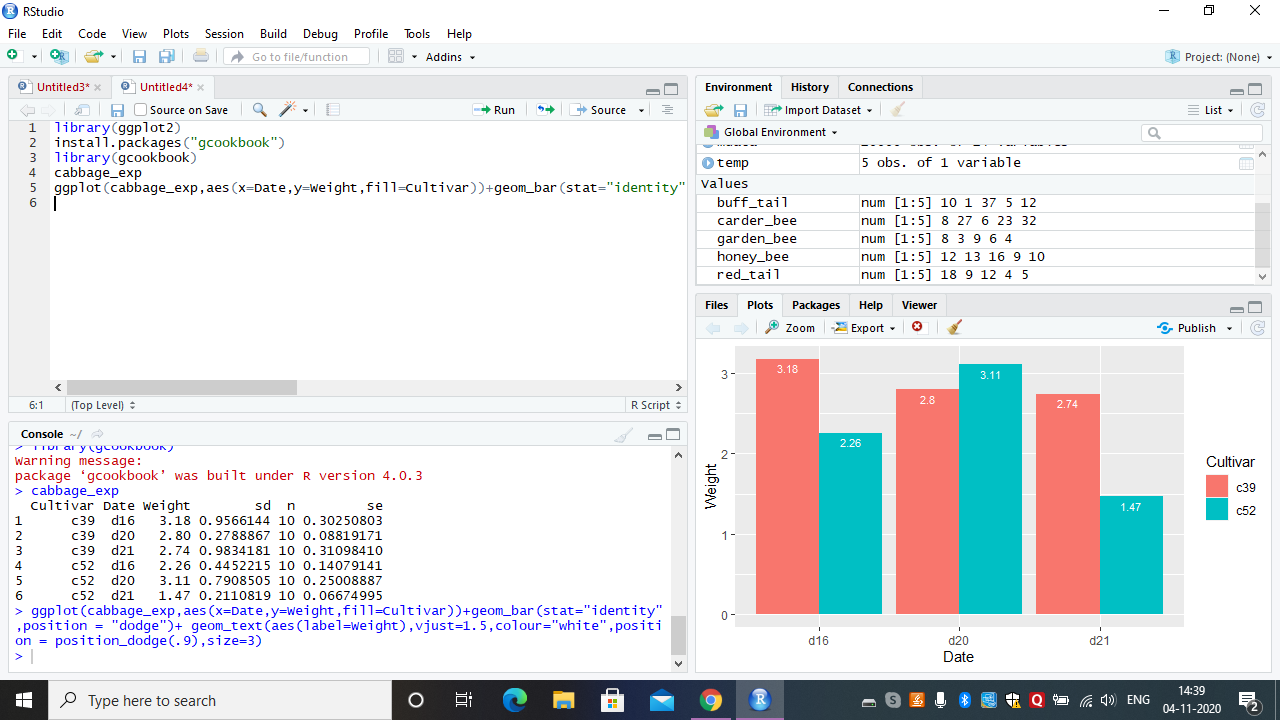 RStudio
File Edit Code View Plots Session Build Debug Profile Tools Help
Go to file/function
Addins
Project: (None)
Untitled3*
Untitled4*
Source on Save
Run
Source
1 library(ggplot2)
2 install.packages("gcookbook")
3 library(gcookbook)
4 cabbage_exp
5 ggplot(cabbage_exp,aes(x=Date,y=Weight,fill=Cultivar))+geom_bar(stat="identity"
6
6:1
(Top Level)
R Script
Console ~/
> library(gcookbook)
Warning message:
package ‘gcookbook’ was built under R version 4.0.3
> cabbage_exp
Cultivar Date Weight sd n se
1 c39 d16 3.18 0.9566144 10 0.30250803
2 c39 d20 2.80 0.2788867 10 0.08819171
3 c39 d21 2.74 0.9834181 10 0.31098410
4 c52 d16 2.26 0.4452215 10 0.14079141
5 c52 d20 3.11 0.7908505 10 0.25008887
6 c52 d21 1.47 0.2110819 10 0.06674995
> ggplot(cabbage_exp,aes(x=Date,y=Weight,fill=Cultivar))+geom_bar(stat="identity"
,position = "dodge")+ geom_text(aes(label=Weight),vjust=1.5,colour="white",positi
on = position_dodge(.9),size=3)
>
Environment History Connections
Import Dataset
List
Global Environment
temp 5 obs. of 1 variable
Values
buff_tail num [1:5] 10 1 37 5 12
carder_bee num [1:5] 8 27 6 23 32
garden_bee num [1:5] 8 3 9 6 4
honey_bee num [1:5] 12 13 16 9 10
red_tail num [1:5] 18 9 12 4 5
Files Plots Packages Help Viewer
Zoom
Export
Publish
3
2
1
0
Weight
3.18
2.26
2.8
3.11
2.74
1.47
d16
d20
d21
Date
Cultivar
c39
c52
Type here to search
ENG
14:39
04-11-2020
2